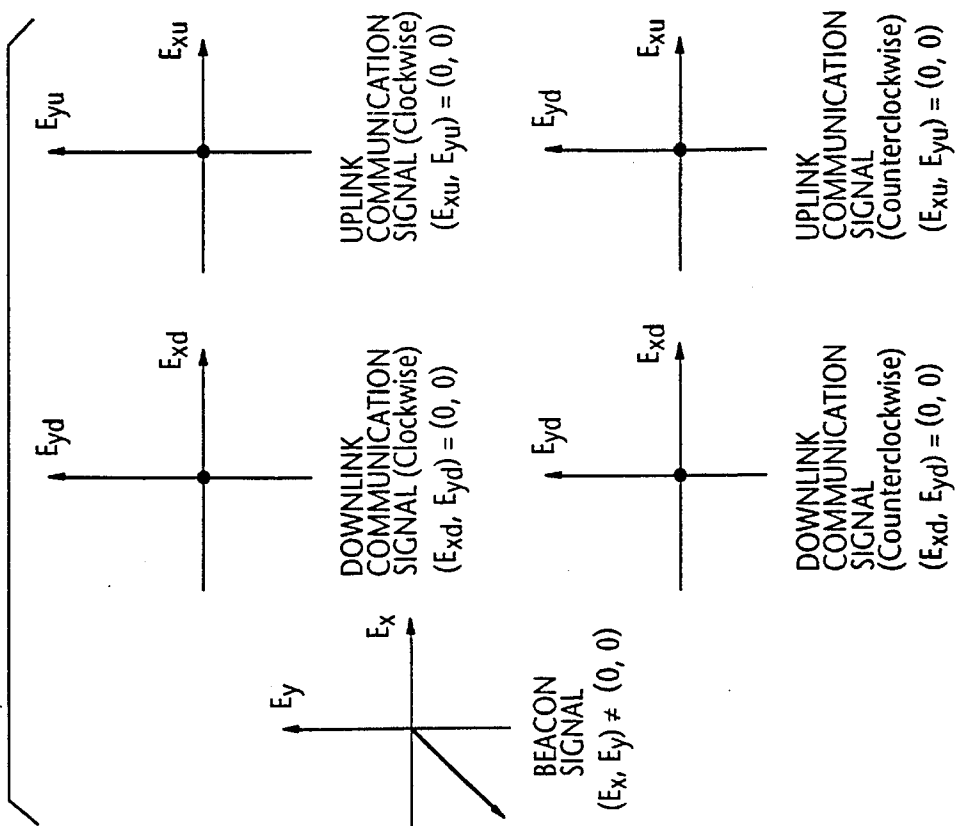 Ey
Ex
BEACON
SIGNAL
(Ex, Ey) ≠ (0, 0)
Eyd
Exd
DOWNLINK
COMMUNICATION
SIGNAL (Clockwise)
(Exd, Eyd) = (0, 0)
Eyu
Exu
UPLINK
COMMUNICATION
SIGNAL (Clockwise)
(Exu, Eyu) = (0, 0)
Eyd
Exd
DOWNLINK
COMMUNICATION
SIGNAL
(Counterclockwise)
(Exd, Eyd) = (0, 0)
Eyd
Exu
UPLINK
COMMUNICATION
SIGNAL
(Counterclockwise)
(Exu, Eyu) = (0, 0)